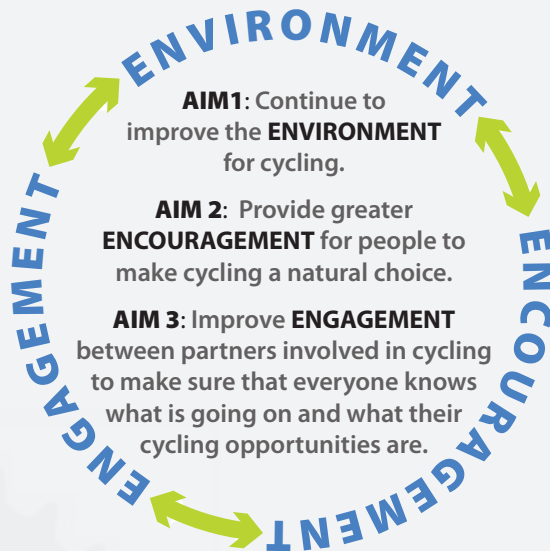 ENVIRONMENT
AIM1: Continue to
improve the ENVIRONMENT
for cycling.
AIM 2: Provide greater
ENCOURAGEMENT for people to
make cycling a natural choice.
AIM 3: Improve ENGAGEMENT
between partners involved in cycling
to make sure that everyone knows
what is going on and what their
cycling opportunities are.
ENCOURAGEMENT
ENGAGEMENT